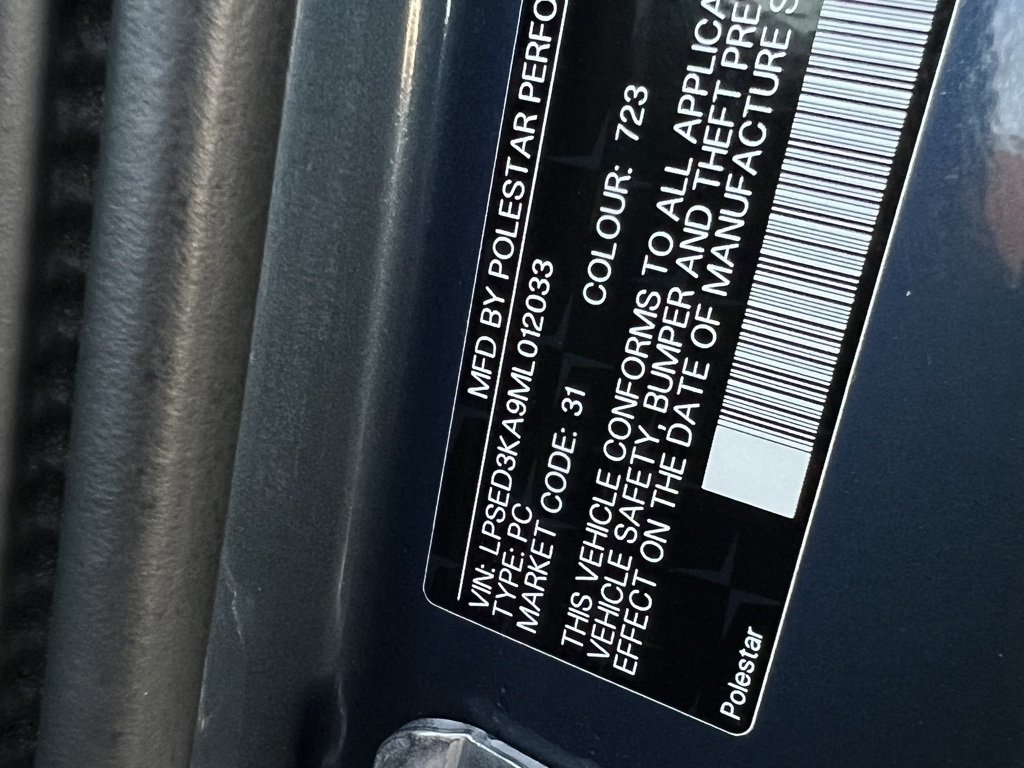 MFD BY POLESTAR PERFO
VIN: LPSED3KA9ML012033
TYPE: PC
MARKET CODE: 31 COLOUR: 723
THIS VEHICLE CONFORMS TO ALL APPLICA
VEHICLE SAFETY, BUMPER AND THEFT PRE
EFFECT ON THE DATE OF MANUFACTURE S
Polestar